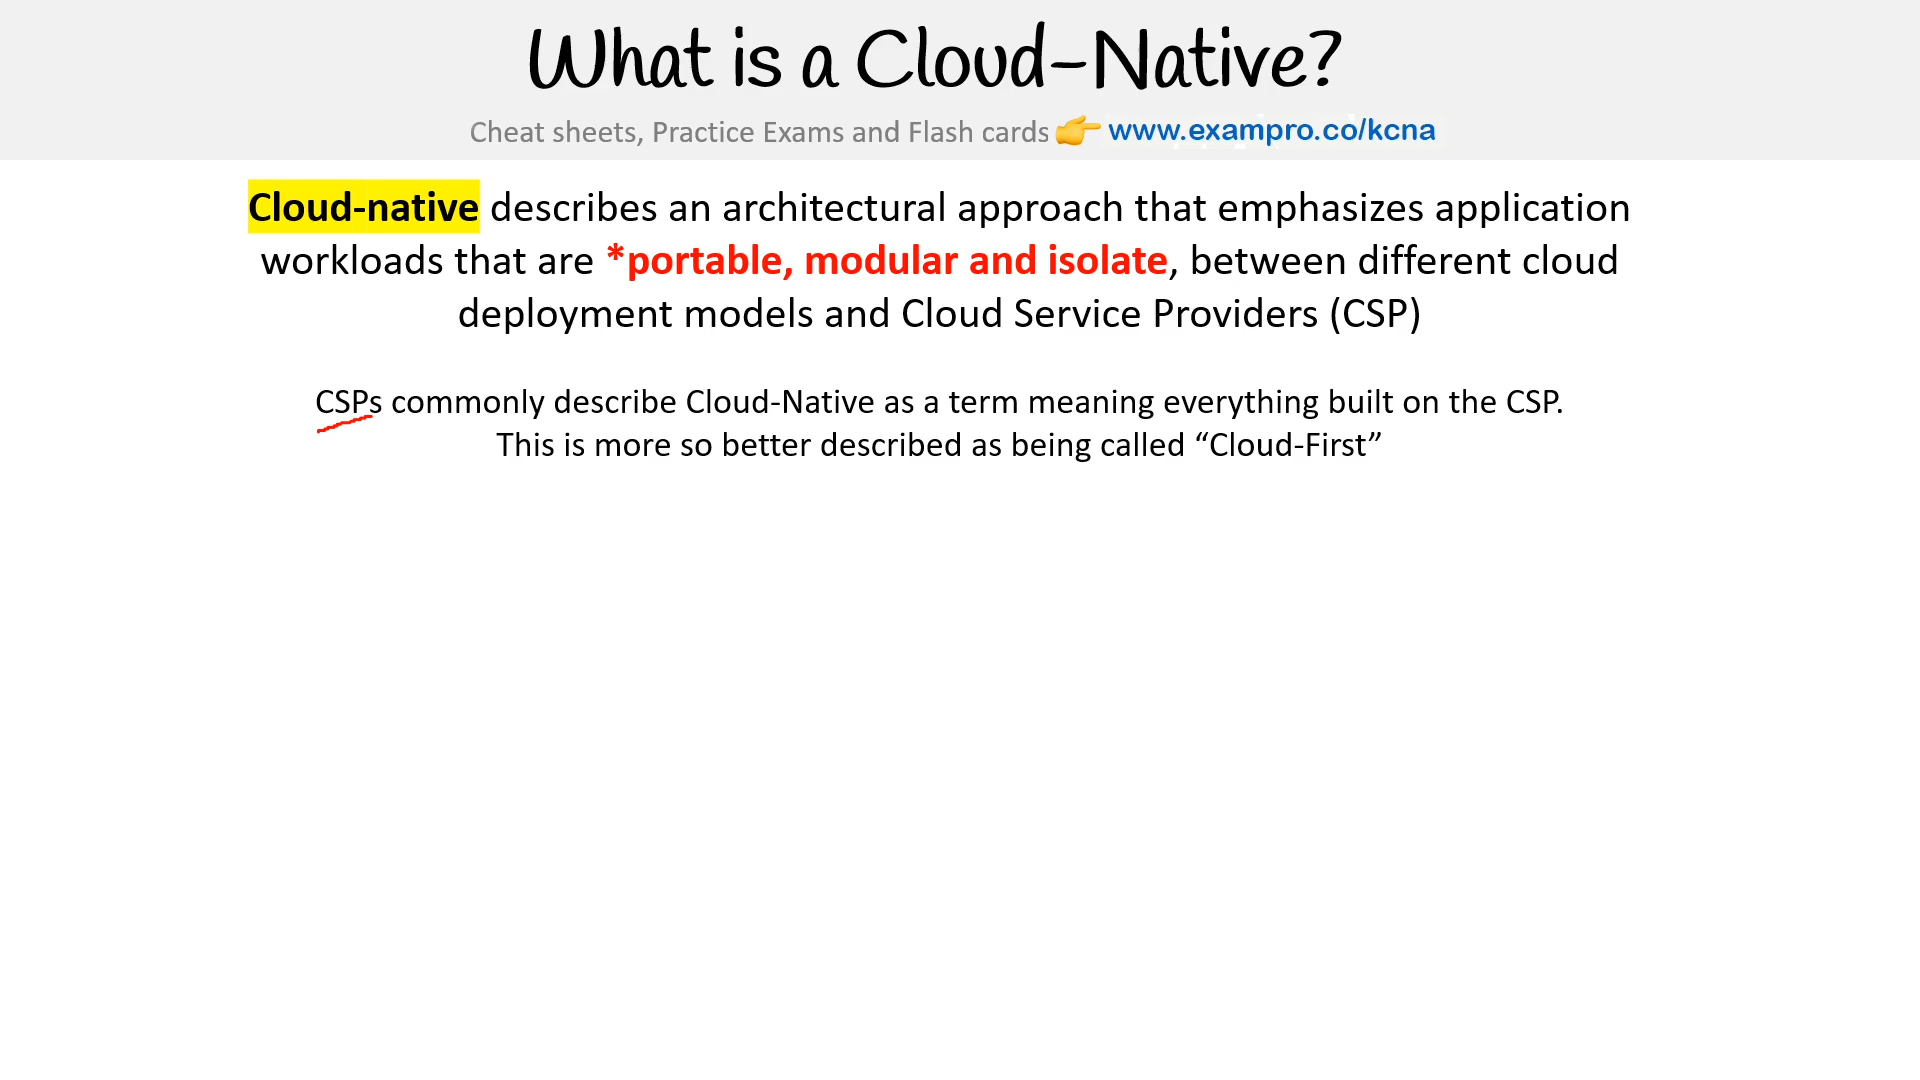 What is a Cloud-Native?
Cheat sheets, Practice Exams and Flash cards 👉 www.exampro.co/kcna
Cloud-native describes an architectural approach that emphasizes application
workloads that are *portable, modular and isolate, between different cloud
deployment models and Cloud Service Providers (CSP)
CSPs commonly describe Cloud-Native as a term meaning everything built on the CSP.
This is more so better described as being called “Cloud-First”